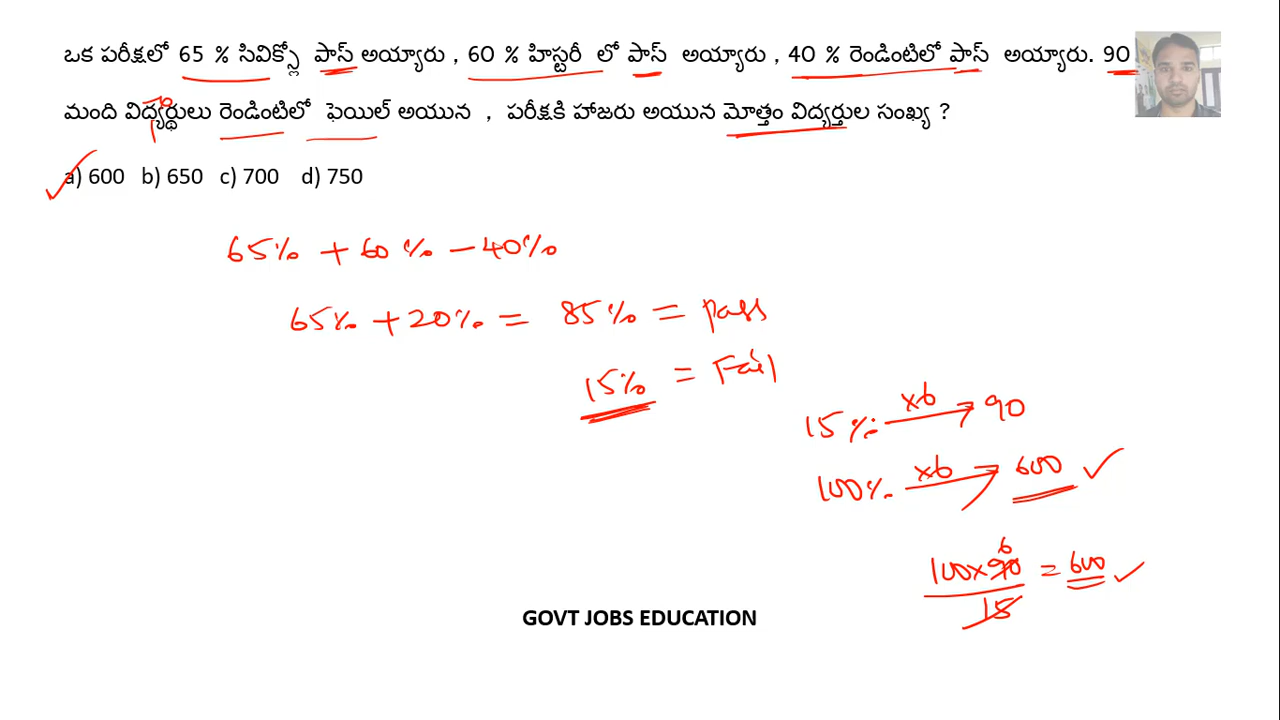 ఒక పరీక్షలో 65 % సివిక్స్లో పాస్ అయ్యారు , 60 % హిస్టరీ లో పాస్ అయ్యారు , 40 % రెండింటిలో పాస్ అయ్యారు. 90
మంది విద్యర్థులు రెండింటిలో ఫెయిల్ అయున , పరీక్షకి హాజరు అయున మోత్తం విద్యర్తుల సంఖ్య ?
a) 600 b) 650 c) 700 d) 750
65% + 60% - 40%
65% + 20% = 85% = pass
15% = Fail
15% x6 → 90
100% x6 → 600
100 x 90 6 = 600
15
GOVT JOBS EDUCATION